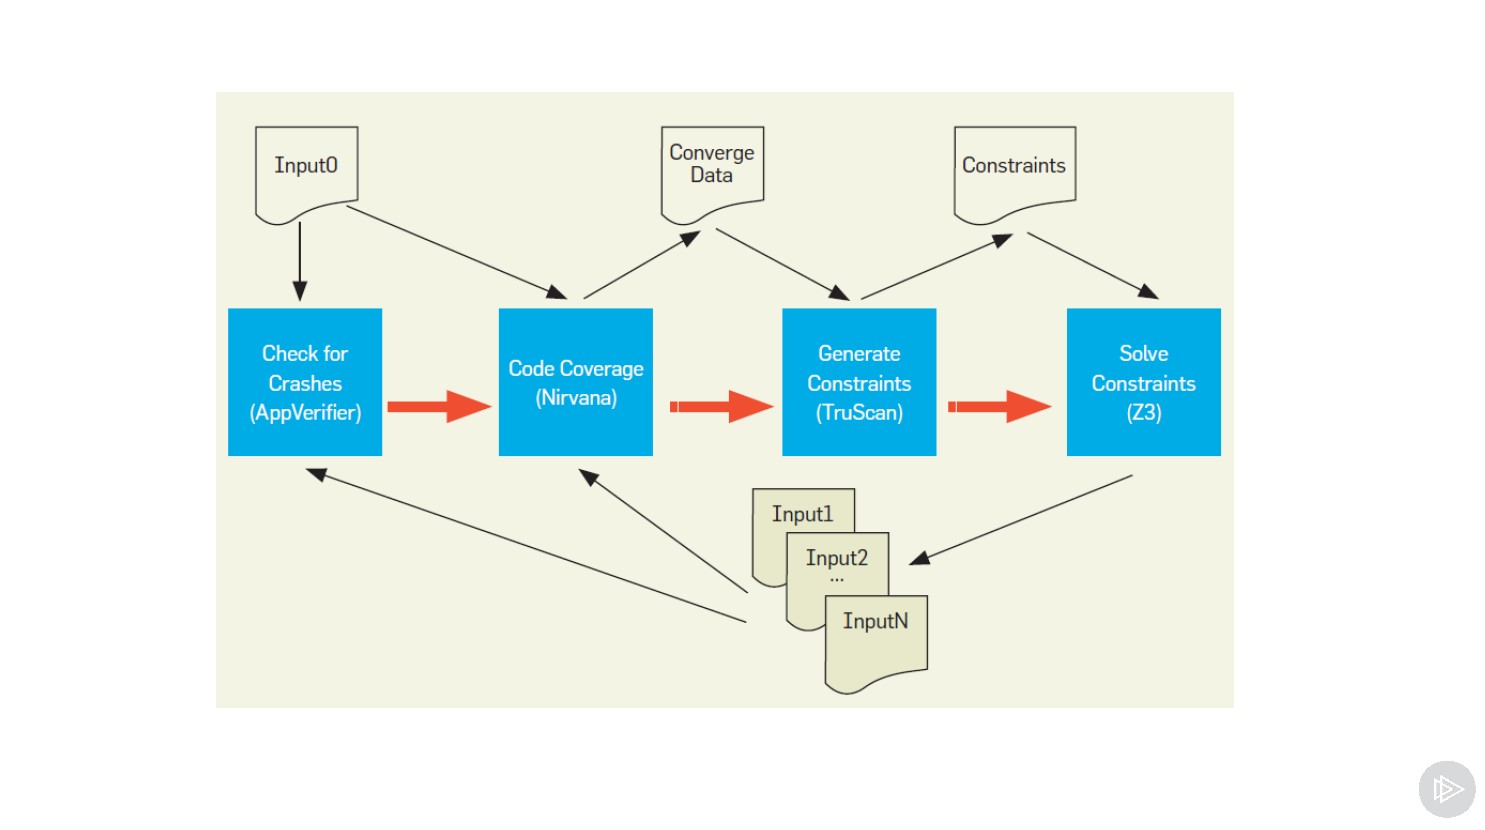 Input0
Converge
Data
Constraints
Check for
Crashes
(AppVerifier)
Code Coverage
(Nirvana)
Generate
Constraints
(TruScan)
Solve
Constraints
(Z3)
Input1
Input2
...
InputN